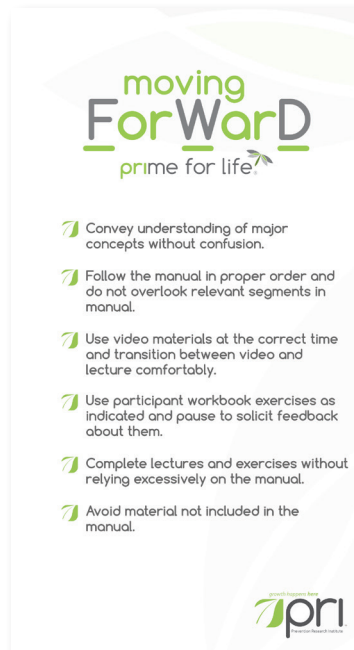 moving
ForWarD
prime for life®
Convey understanding of major
concepts without confusion.
Follow the manual in proper order and
do not overlook relevant segments in
manual.
Use video materials at the correct time
and transition between video and
lecture comfortably.
Use participant workbook exercises as
indicated and pause to solicit feedback
about them.
Complete lectures and exercises without
relying excessively on the manual.
Avoid material not included in the
manual.
growth happens here
pri
Prevention Research Institute